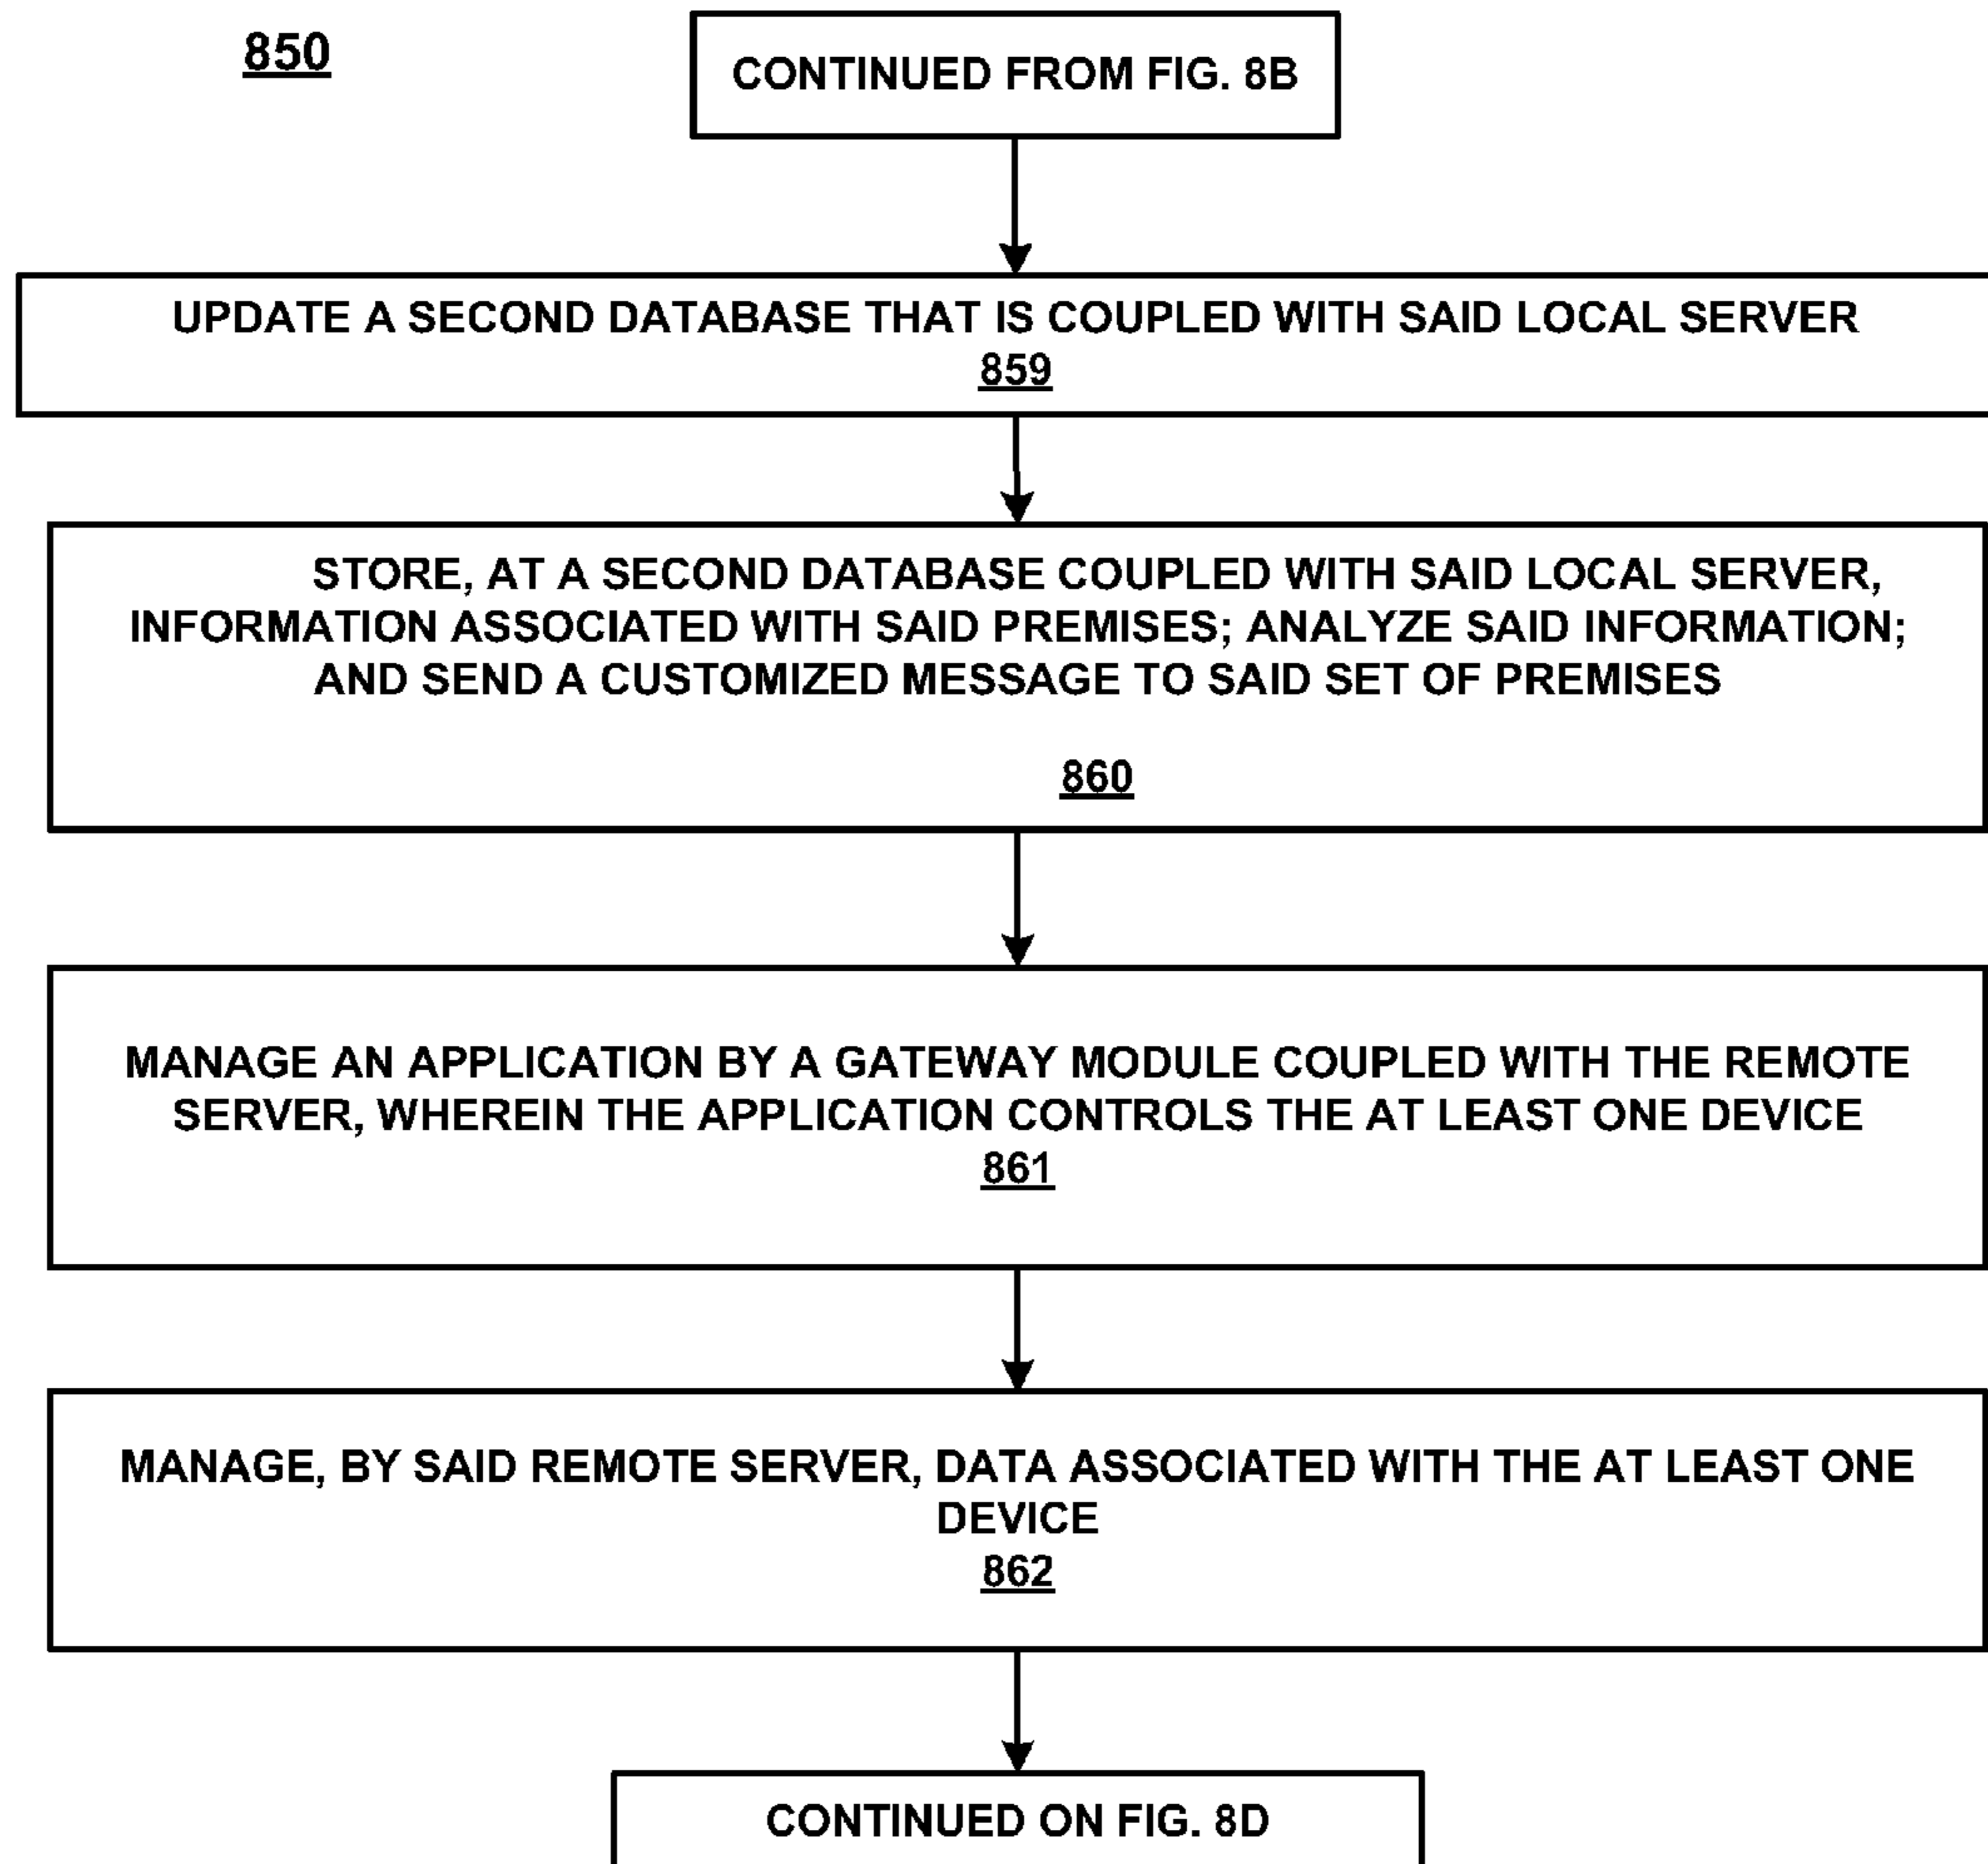 850
CONTINUED FROM FIG. 8B
UPDATE A SECOND DATABASE THAT IS COUPLED WITH SAID LOCAL SERVER
859
STORE, AT A SECOND DATABASE COUPLED WITH SAID LOCAL SERVER,
INFORMATION ASSOCIATED WITH SAID PREMISES; ANALYZE SAID INFORMATION;
AND SEND A CUSTOMIZED MESSAGE TO SAID SET OF PREMISES
860
MANAGE AN APPLICATION BY A GATEWAY MODULE COUPLED WITH THE REMOTE
SERVER, WHEREIN THE APPLICATION CONTROLS THE AT LEAST ONE DEVICE
861
MANAGE, BY SAID REMOTE SERVER, DATA ASSOCIATED WITH THE AT LEAST ONE
DEVICE
862
CONTINUED ON FIG. 8D